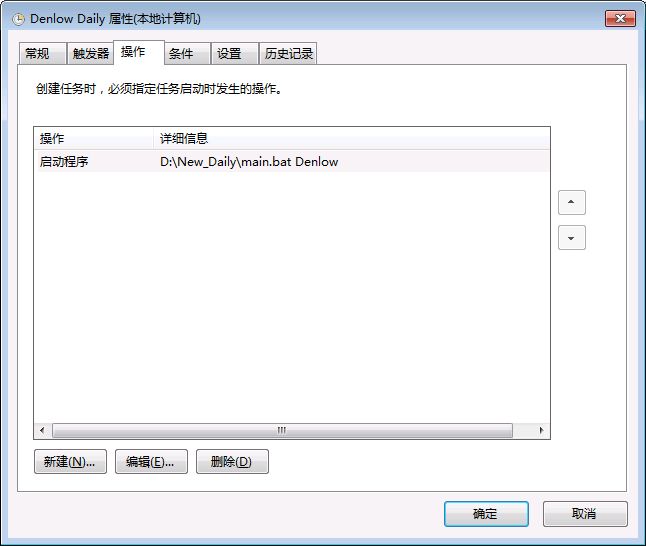 Denlow Daily 属性(本地计算机)
常规 触发器 操作 条件 设置 历史记录
创建任务时，必须指定任务启动时发生的操作。
操作 详细信息
启动程序 D:\New_Daily\main.bat Denlow
新建(N)... 编辑(E)... 删除(D)
确定 取消